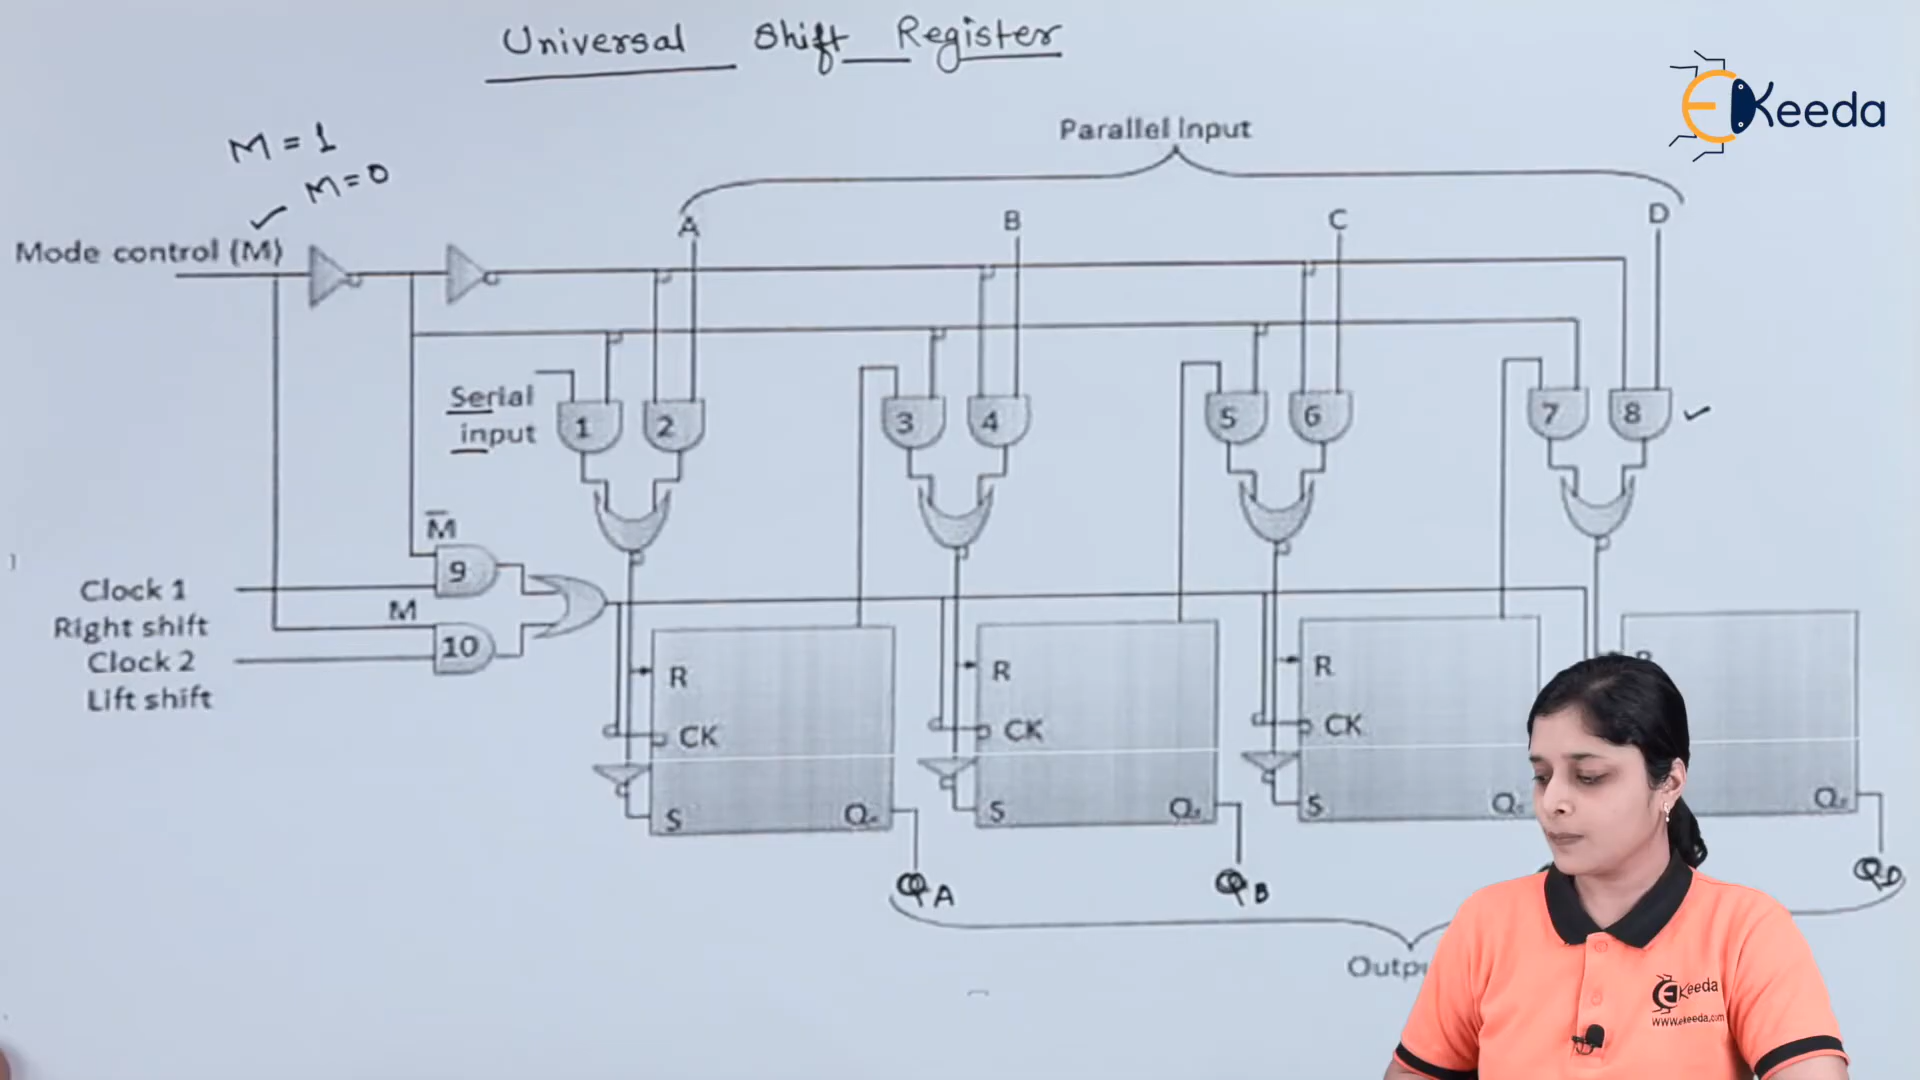 Universal Shift Register
EKeeda
M = 1
M = 0
Parallel Input
A
B
C
D
Mode control (M)
Serial
input
1
2
3
4
5
6
7
8
M̅
9
Clock 1
Right shift
M
10
Clock 2
Lift shift
R
R
R
CK
CK
CK
S
S
S
Q
Q
Q
Q
QA
QB
QD
EKeeda
www.ekeeda.com